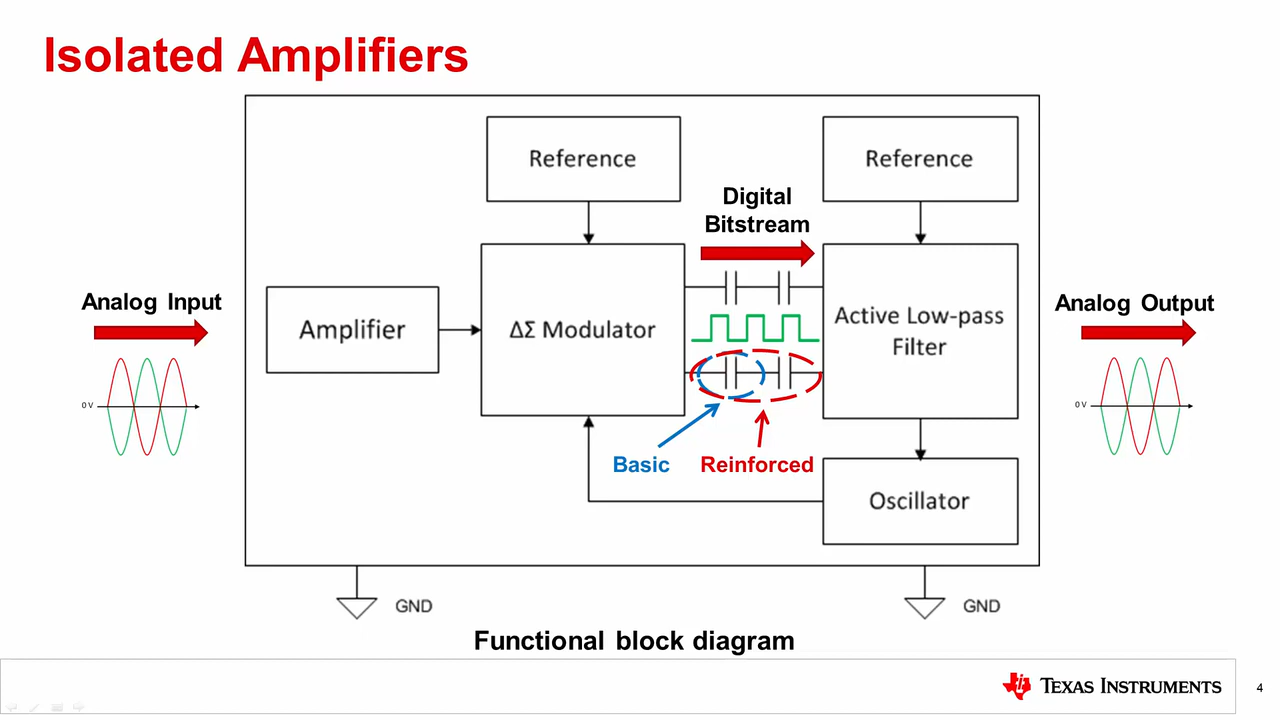 Isolated Amplifiers
Reference
Reference
Digital
Bitstream
Analog Input
Amplifier
ΔΣ Modulator
Active Low-pass
Filter
Analog Output
0 V
0 V
Basic
Reinforced
Oscillator
GND
GND
Functional block diagram
TEXAS INSTRUMENTS
4